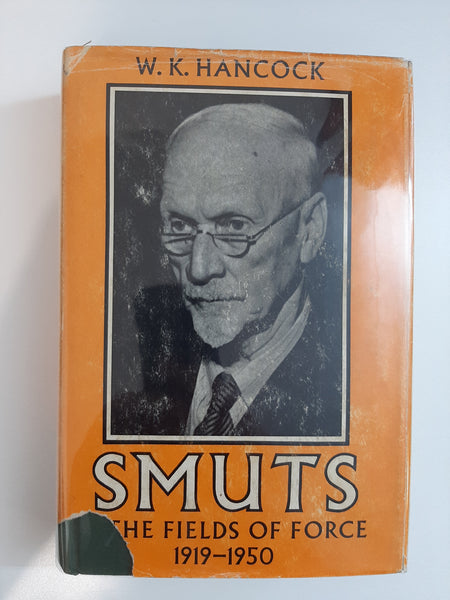 W. K. HANCOCK
SMUTS
THE FIELDS OF FORCE
1919–1950